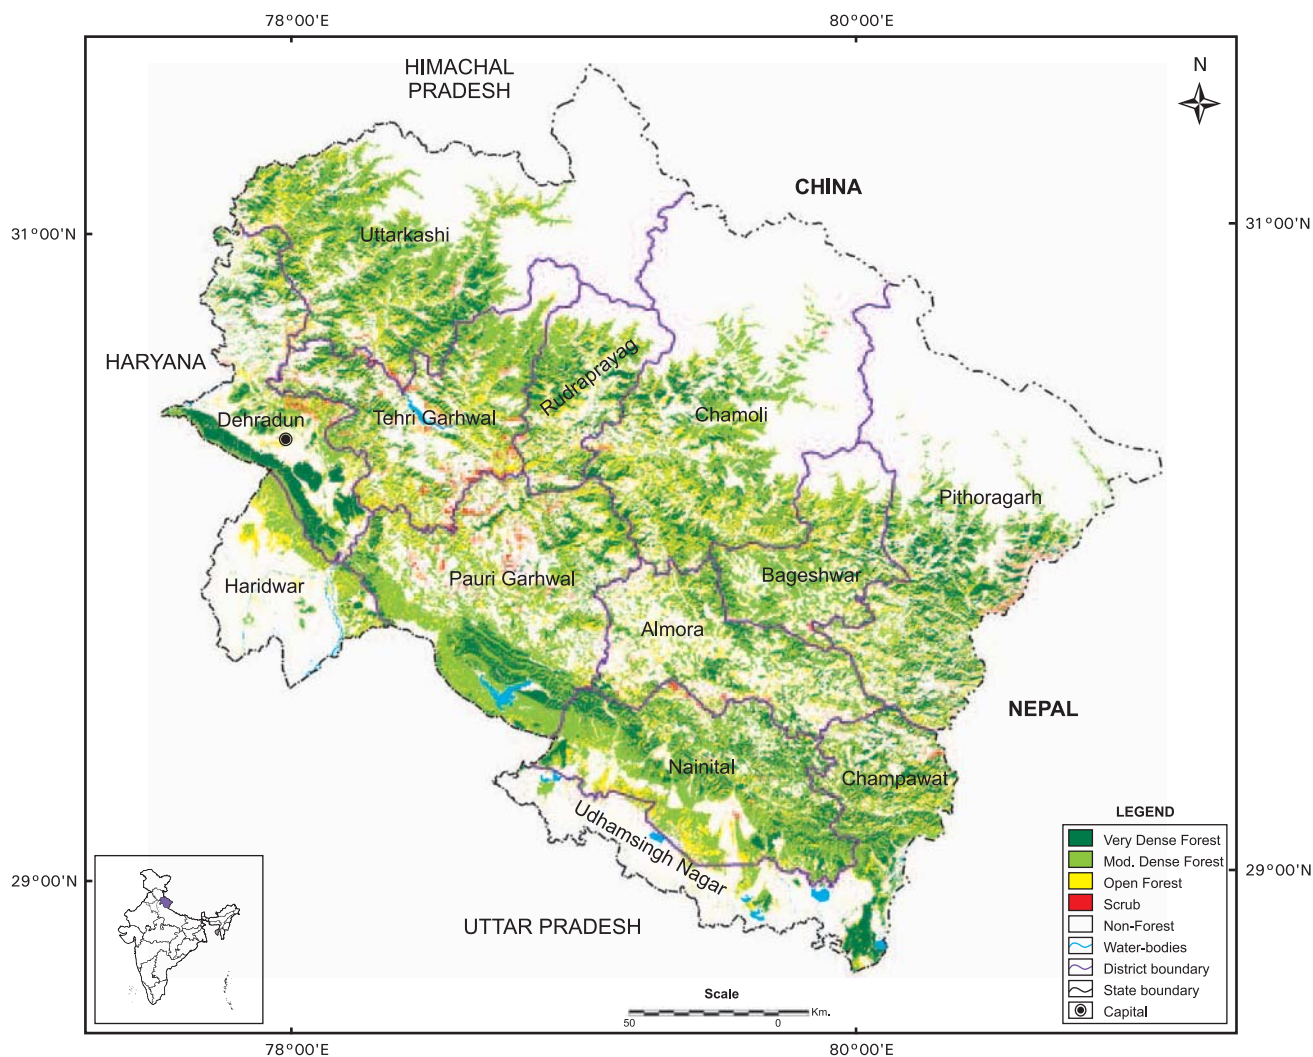 78°00'E
80°00'E
HIMACHAL
PRADESH
N
CHINA
31°00'N
31°00'N
Uttarkashi
HARYANA
Rudraprayag
Dehradun
Tehri Garhwal
Chamoli
Pithoragarh
Haridwar
Pauri Garhwal
Bageshwar
Almora
NEPAL
Nainital
Champawat
Udhamsingh Nagar
29°00'N
29°00'N
UTTAR PRADESH
LEGEND
Very Dense Forest
Mod. Dense Forest
Open Forest
Scrub
Non-Forest
Water-bodies
District boundary
State boundary
Capital
Scale
50 0 Km.
78°00'E
80°00'E